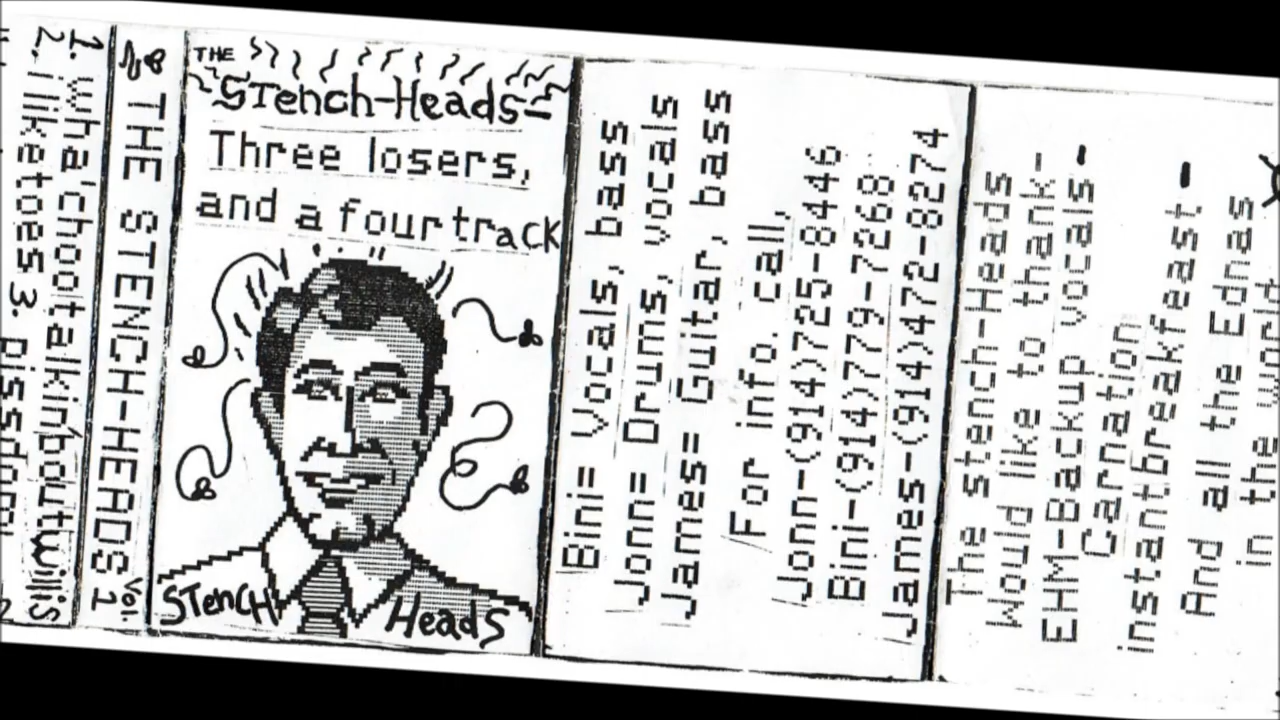 1. wha'chootalkin'boutwillis
2. iliketoes 3.
THE STENCH-HEADS Vol. 1
THE
STench-Heads-
Three losers,
and a fourtrack
STencH
Heads
Bini= Vocals, bass
Jonn= Drums, vocals
James= Guitar, bass
For info, call,
Jonn-(914)725-8446
Bini-(914)779-7268
James-(914)472-8274
The stench-Heads
Would like to thank-
EHM-Backup vocals-
Carnation
instantbreakfeast-
And all the Ednas
in the world